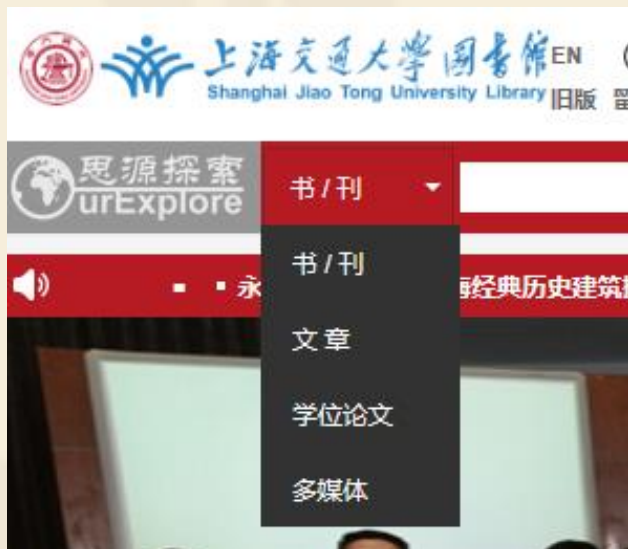 上海交通大學圖書館
Shanghai Jiao Tong University Library
EN
旧版
思源探索
urExplore
书/刊
书/刊
永
海经典历史建筑
文章
学位论文
多媒体